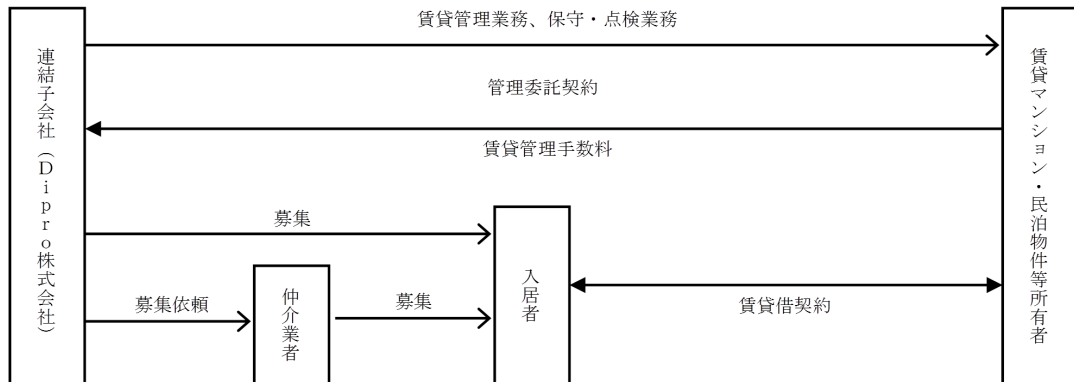 賃貸管理業務、保守・点検業務
管理委託契約
賃貸管理手数料
連結子会社（Dipro株式会社）
賃貸マンション・民泊物件等所有者
募集
入居者
募集依頼
仲介業者
募集
賃貸借契約